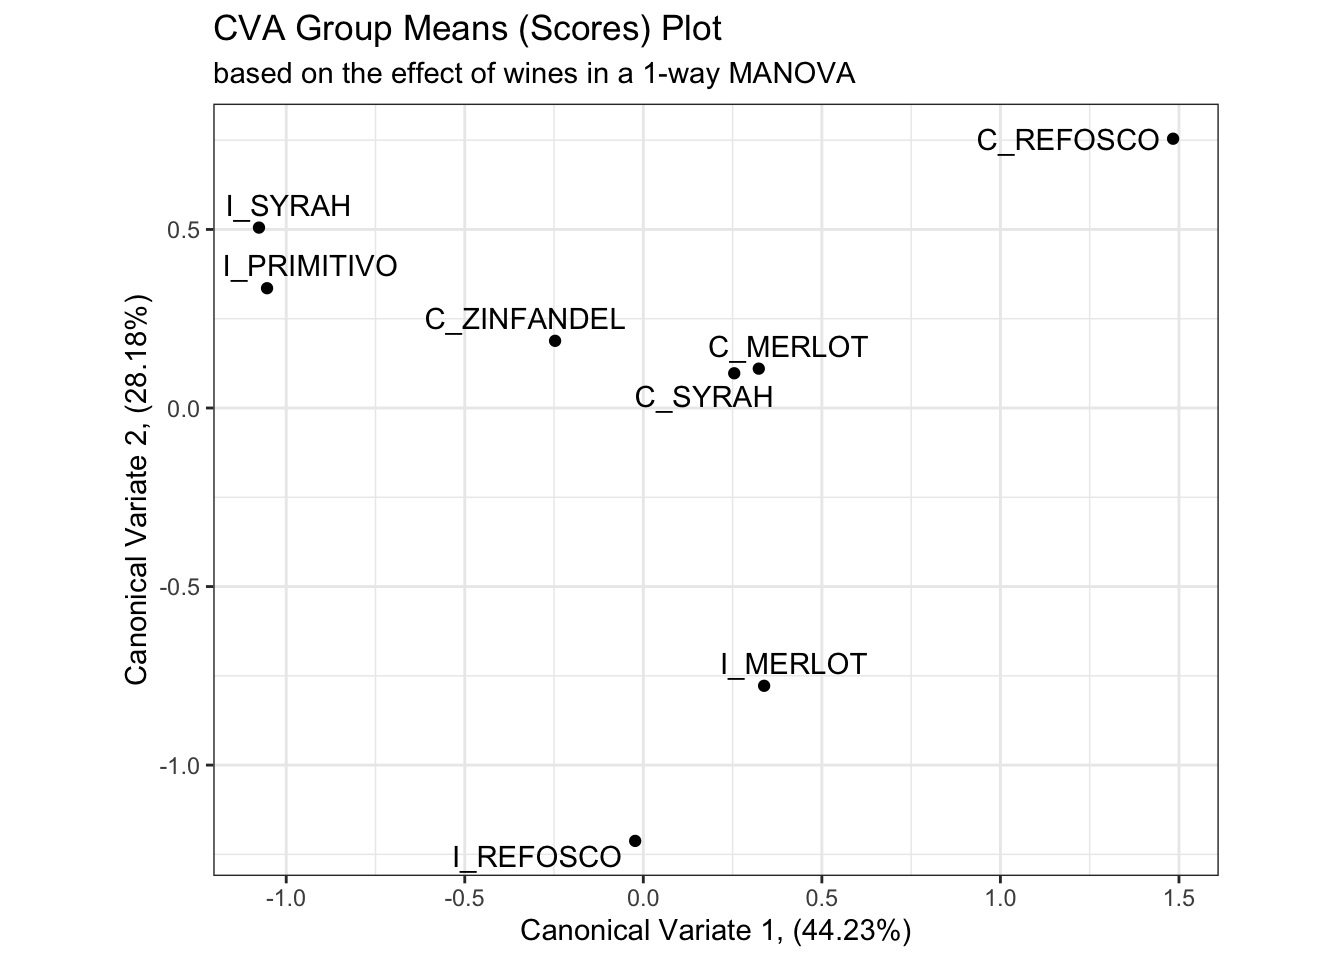 CVA Group Means (Scores) Plot
based on the effect of wines in a 1-way MANOVA
C_REFOSCO
I_SYRAH
I_PRIMITIVO
C_ZINFANDEL
C_MERLOT
C_SYRAH
I_MERLOT
I_REFOSCO
Canonical Variate 2, (28.18%)
0.5
0.0
-0.5
-1.0
-1.0 -0.5 0.0 0.5 1.0 1.5
Canonical Variate 1, (44.23%)